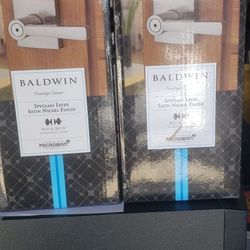 BALDWIN
Prestige Series
SPYGLASS LEVER
SATIN NICKEL FINISH
BED & BATH
MICROBAN
BALDWIN
Prestige Series
SPYGLASS LEVER
SATIN NICKEL FINISH
BED & BATH
MICROBAN